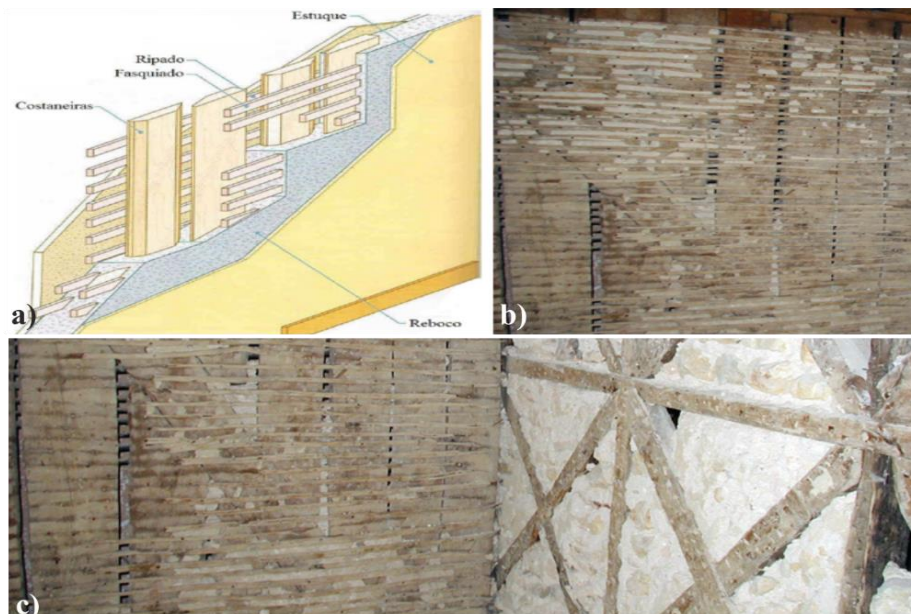 Estuque
Ripado
Fasquiado
Costaneiras
Reboco
a)
b)
c)